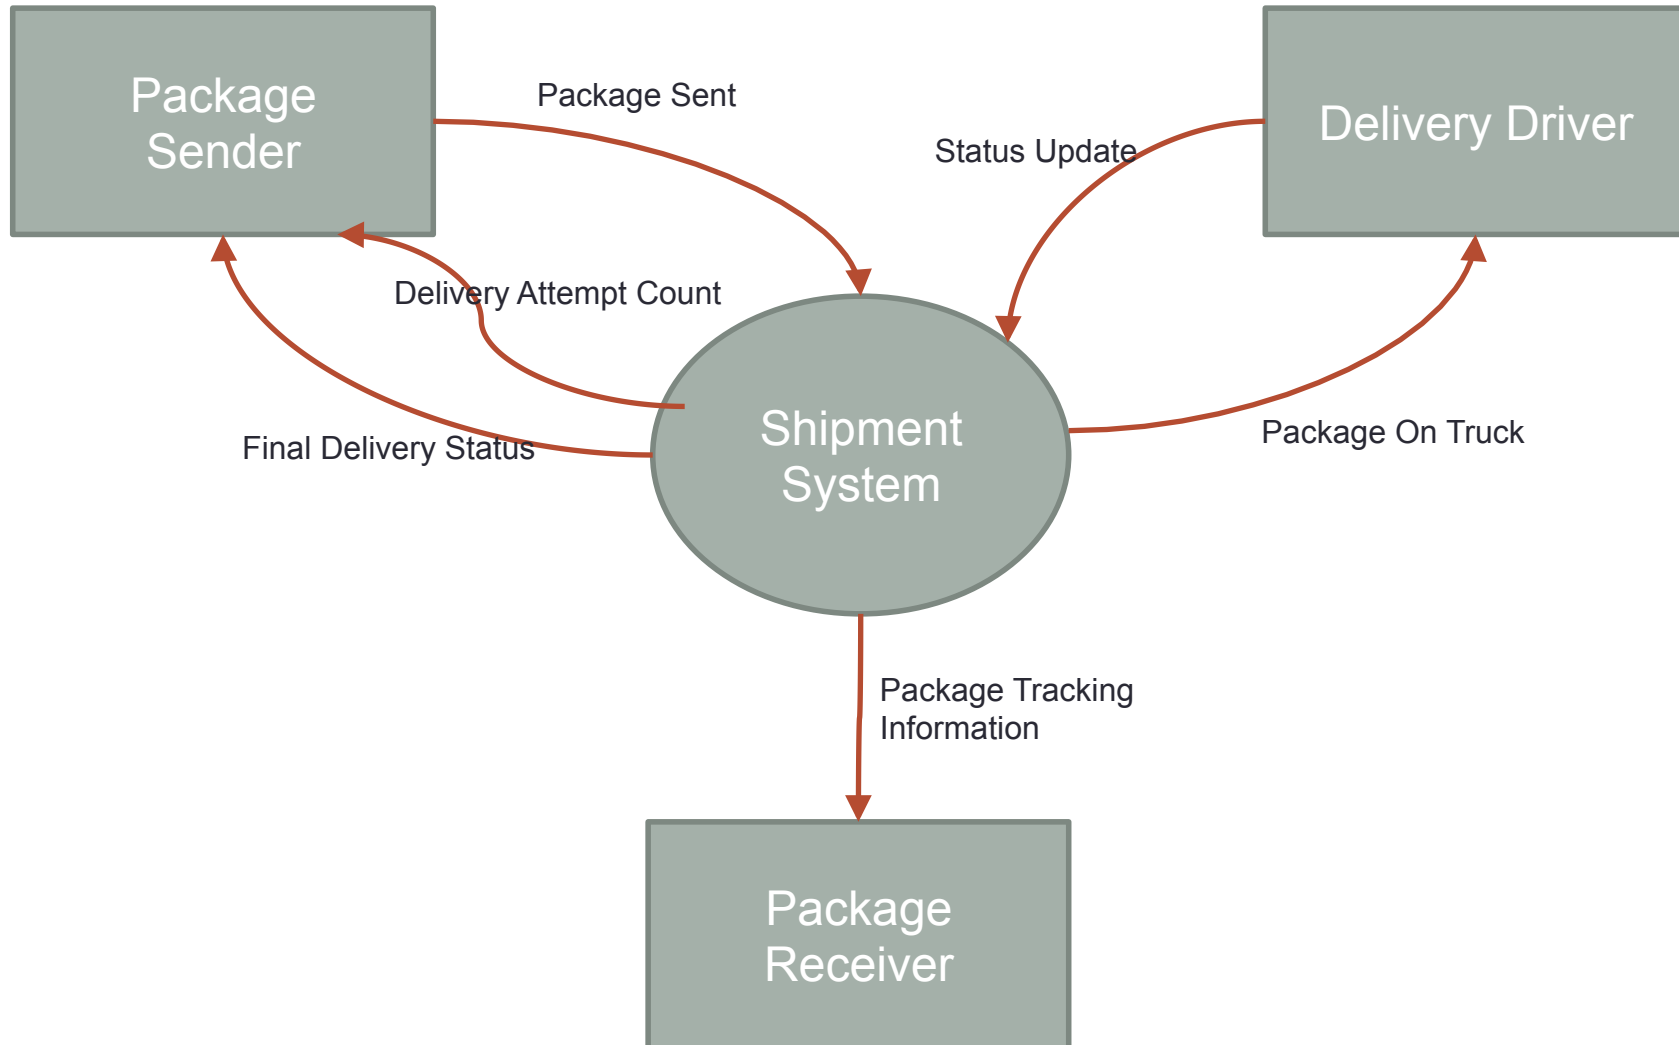 Package
Sender
Package Sent
Status Update
Delivery Driver
Delivery Attempt Count
Final Delivery Status
Shipment
System
Package On Truck
Package Tracking
Information
Package
Receiver